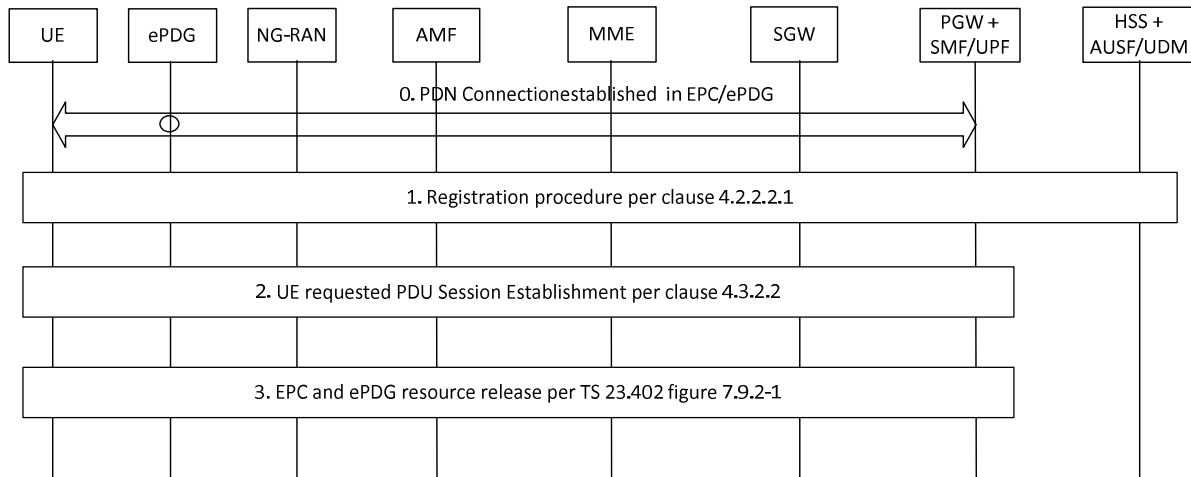 UE
ePDG
NG-RAN
AMF
MME
SGW
PGW +
SMF/UPF
HSS +
AUSF/UDM
0. PDN Connectionestablished in EPC/ePDG
1. Registration procedure per clause 4.2.2.2.1
2. UE requested PDU Session Establishment per clause 4.3.2.2
3. EPC and ePDG resource release per TS 23.402 figure 7.9.2-1